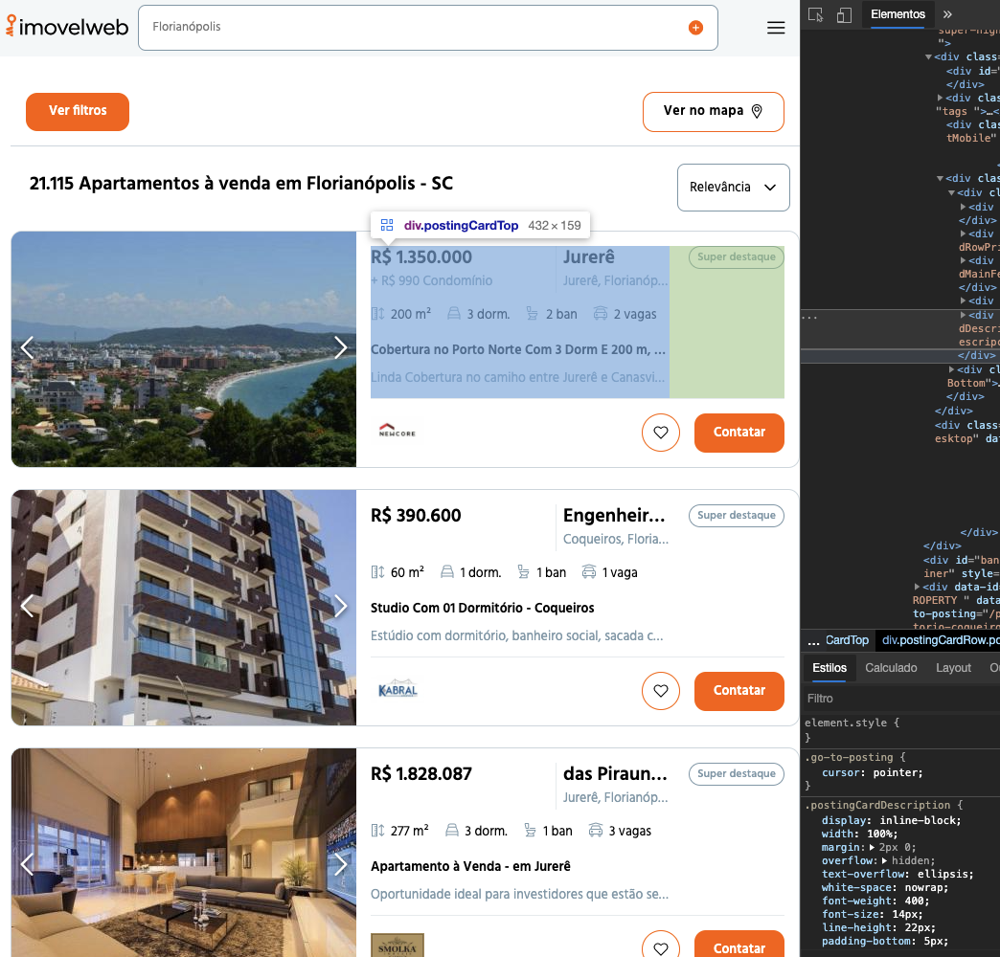 imovelweb
Florianópolis
Ver filtros
Ver no mapa
21.115 Apartamentos à venda em Florianópolis - SC
Relevância
div.postingCardTop 432 × 159
R$ 1.350.000
Jurerê
Super destaque
+ R$ 990 Condomínio
Jurerê, Florianóp...
200 m² 3 dorm. 2 ban 2 vagas
Cobertura no Porto Norte Com 3 Dorm E 200 m, ...
Linda Cobertura no camiho entre Jurerê e Canasvi...
NEWCORE
Contatar
R$ 390.600
Engenheir...
Super destaque
Coqueiros, Floria...
60 m² 1 dorm. 1 ban 1 vaga
Studio Com 01 Dormitório - Coqueiros
Estúdio com dormitório, banheiro social, sacada c...
KABRAL
Contatar
R$ 1.828.087
das Piraun...
Super destaque
Jurerê, Florianóp...
277 m² 3 dorm. 1 ban 3 vagas
Apartamento à Venda - em Jurerê
Oportunidade ideal para investidores que estão se...
SMOLKA
Contatar
Elementos »
">
<div class=
<div id="
</div>
<div clas
"tags ">…<
<div clas
tMobile"
<div clas
<div cl
<div
</div>
<div
dRowPri
<div
dMainFe
</div>
<div
...
<div
dDescri
escripc
</div>
<div cl
Bottom">…
</div>
</div>
<div class
esktop" dat
</div>
</div>
<div id="ban
iner" style=
<div data-id
ROPERTY " data
to-posting="/p
... CardTop div.postingCardRow.po
Estilos Calculado Layout
Filtro
element.style {
}
.go-to-posting {
cursor: pointer;
}
.postingCardDescription {
display: inline-block;
width: 100%;
margin: 2px 0;
overflow: hidden;
text-overflow: ellipsis;
white-space: nowrap;
font-weight: 400;
font-size: 14px;
line-height: 22px;
padding-bottom: 5px;